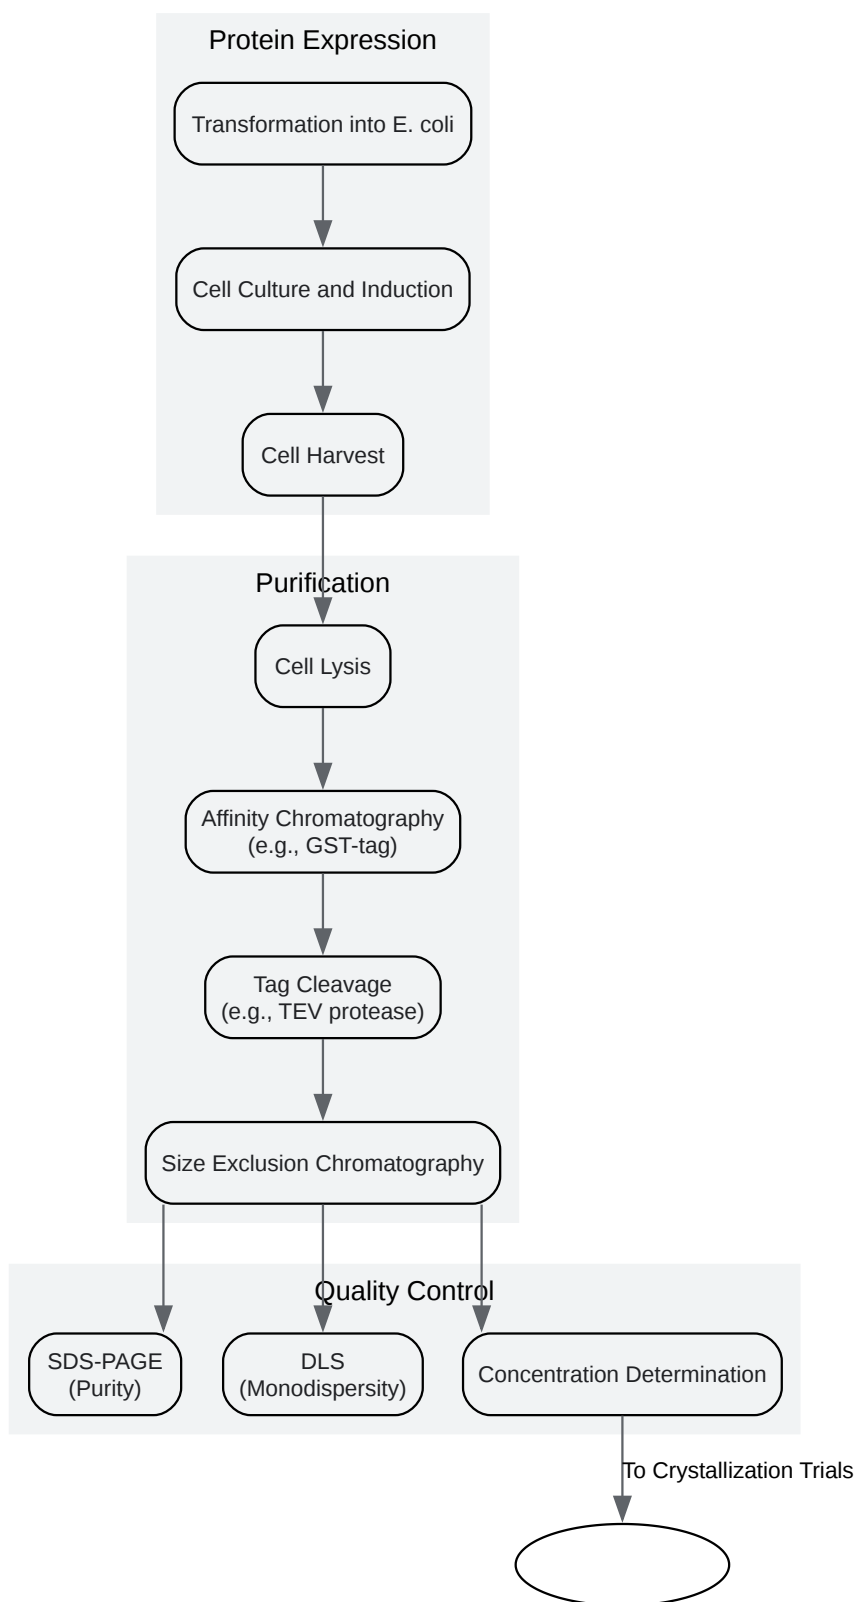 Protein Expression
Transformation into E. coli
Cell Culture and Induction
Cell Harvest
Purification
Cell Lysis
Affinity Chromatography
(e.g., GST-tag)
Tag Cleavage
(e.g., TEV protease)
Size Exclusion Chromatography
Quality Control
SDS-PAGE
(Purity)
DLS
(Monodispersity)
Concentration Determination
To Crystallization Trials